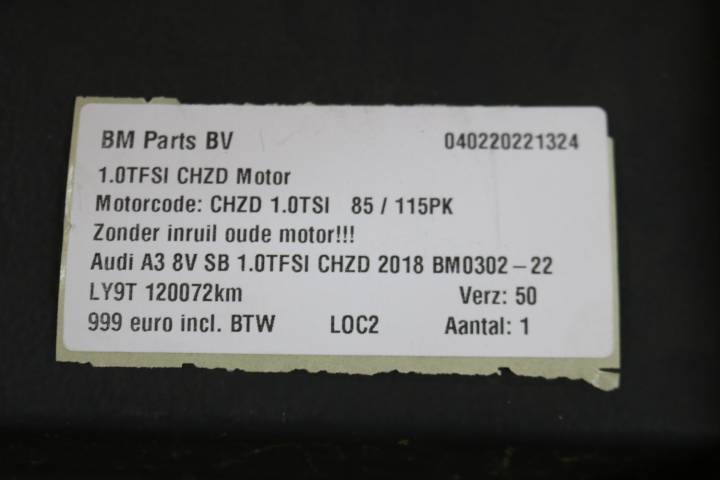 BM Parts BV 040220221324
1.0TFSI CHZD Motor
Motorcode: CHZD 1.0TSI 85 / 115PK
Zonder inruil oude motor!!!
Audi A3 8V SB 1.0TFSI CHZD 2018 BM0302-22
LY9T 120072km Verz: 50
999 euro incl. BTW LOC2 Aantal: 1